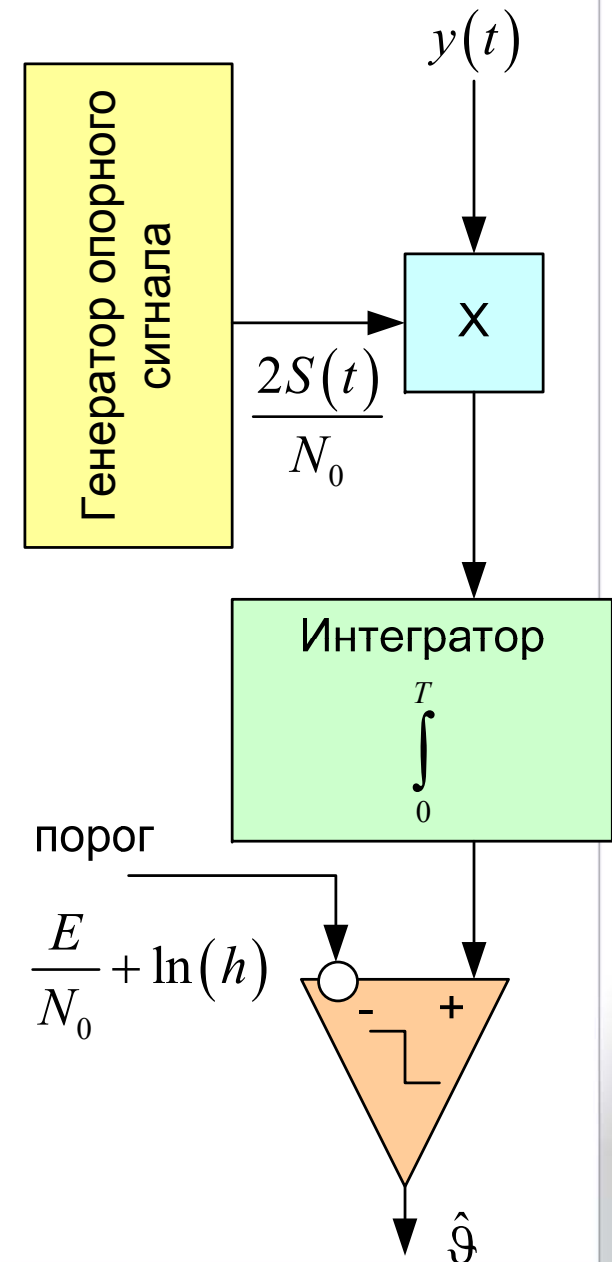 y(t)
Генератор опорного
сигнала
X
2S(t)
N₀
Интегратор
T
∫
0
порог
E/N₀ + ln(h)
- +
ϑ̂